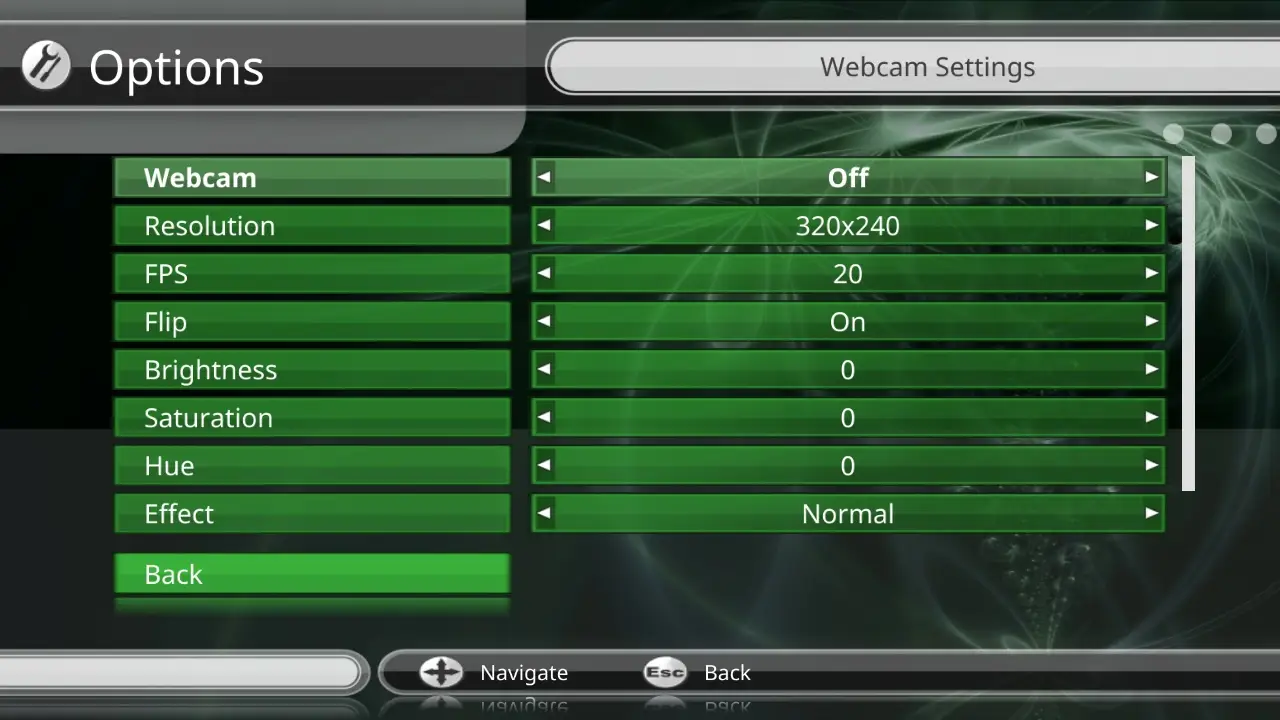 Options
Webcam Settings
Webcam Off
Resolution 320x240
FPS 20
Flip On
Brightness 0
Saturation 0
Hue 0
Effect Normal
Back
Navigate Esc Back